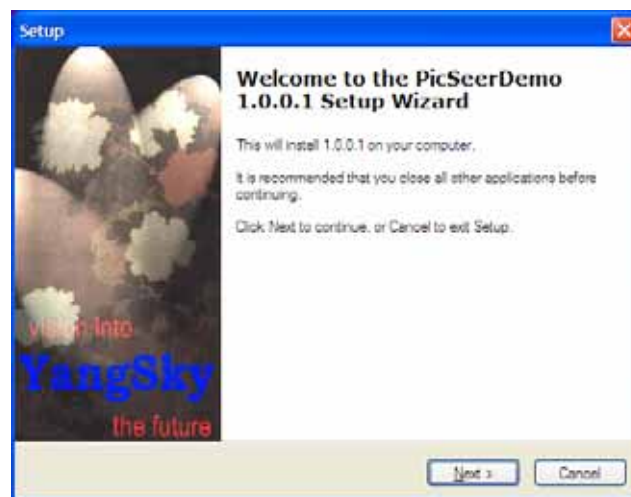 Setup
Welcome to the PicSeerDemo
1.0.0.1 Setup Wizard
This will install 1.0.0.1 on your computer.
It is recommended that you close all other applications before
continuing.
Click Next to continue, or Cancel to exit Setup.
vision into
YangSky
the future
Next >
Cancel